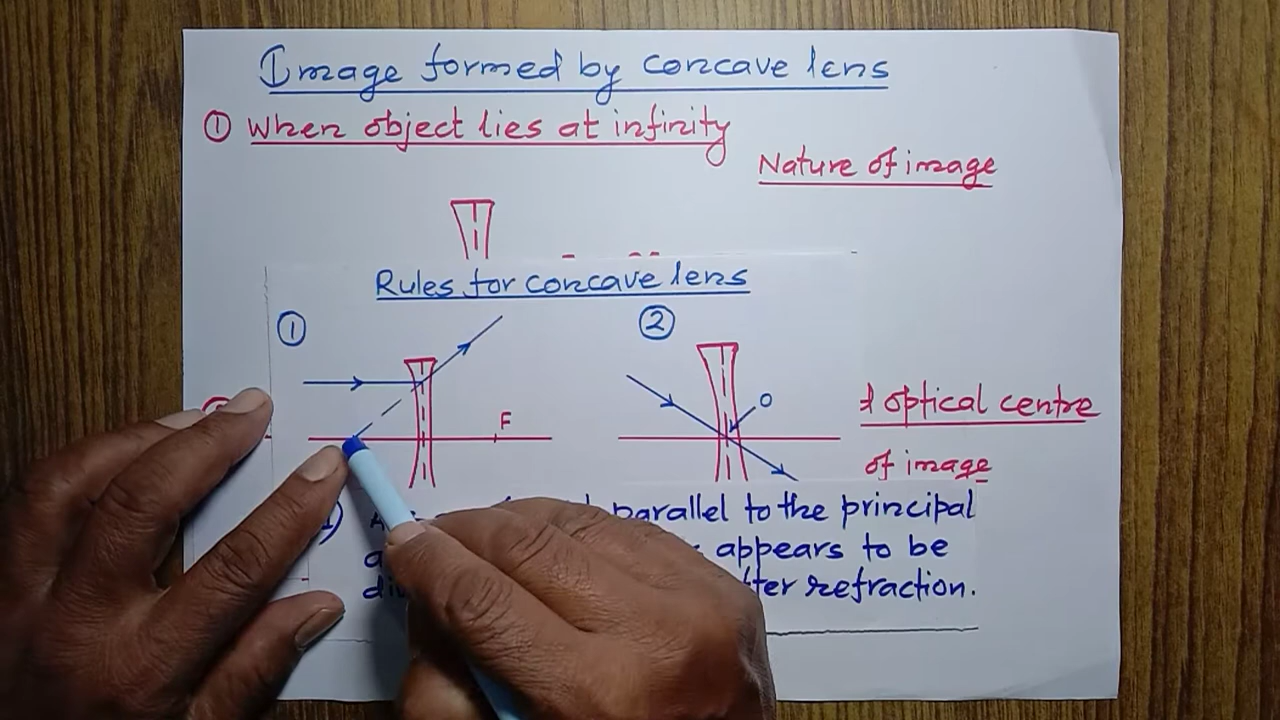 Image formed by concave lens
① When object lies at infinity
Nature of image
Rules for concave lens
① ②
F
O
optical centre
of image
parallel to the principal
appears to be
refraction.